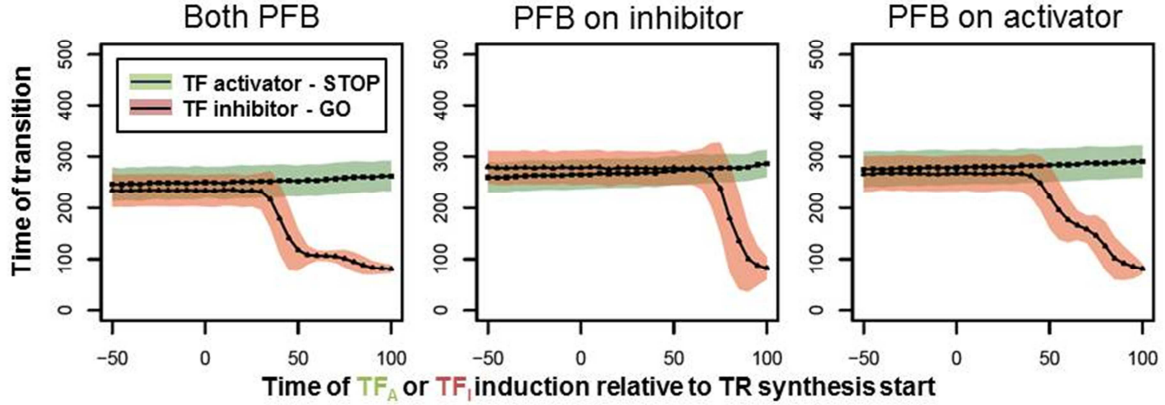 Both PFB
PFB on inhibitor
PFB on activator
Time of transition
500
400
300
200
100
0
TF activator - STOP
TF inhibitor - GO
−50 0 50 100
500
400
300
200
100
0
−50 0 50 100
500
400
300
200
100
0
−50 0 50 100
Time of TFA or TFI induction relative to TR synthesis start